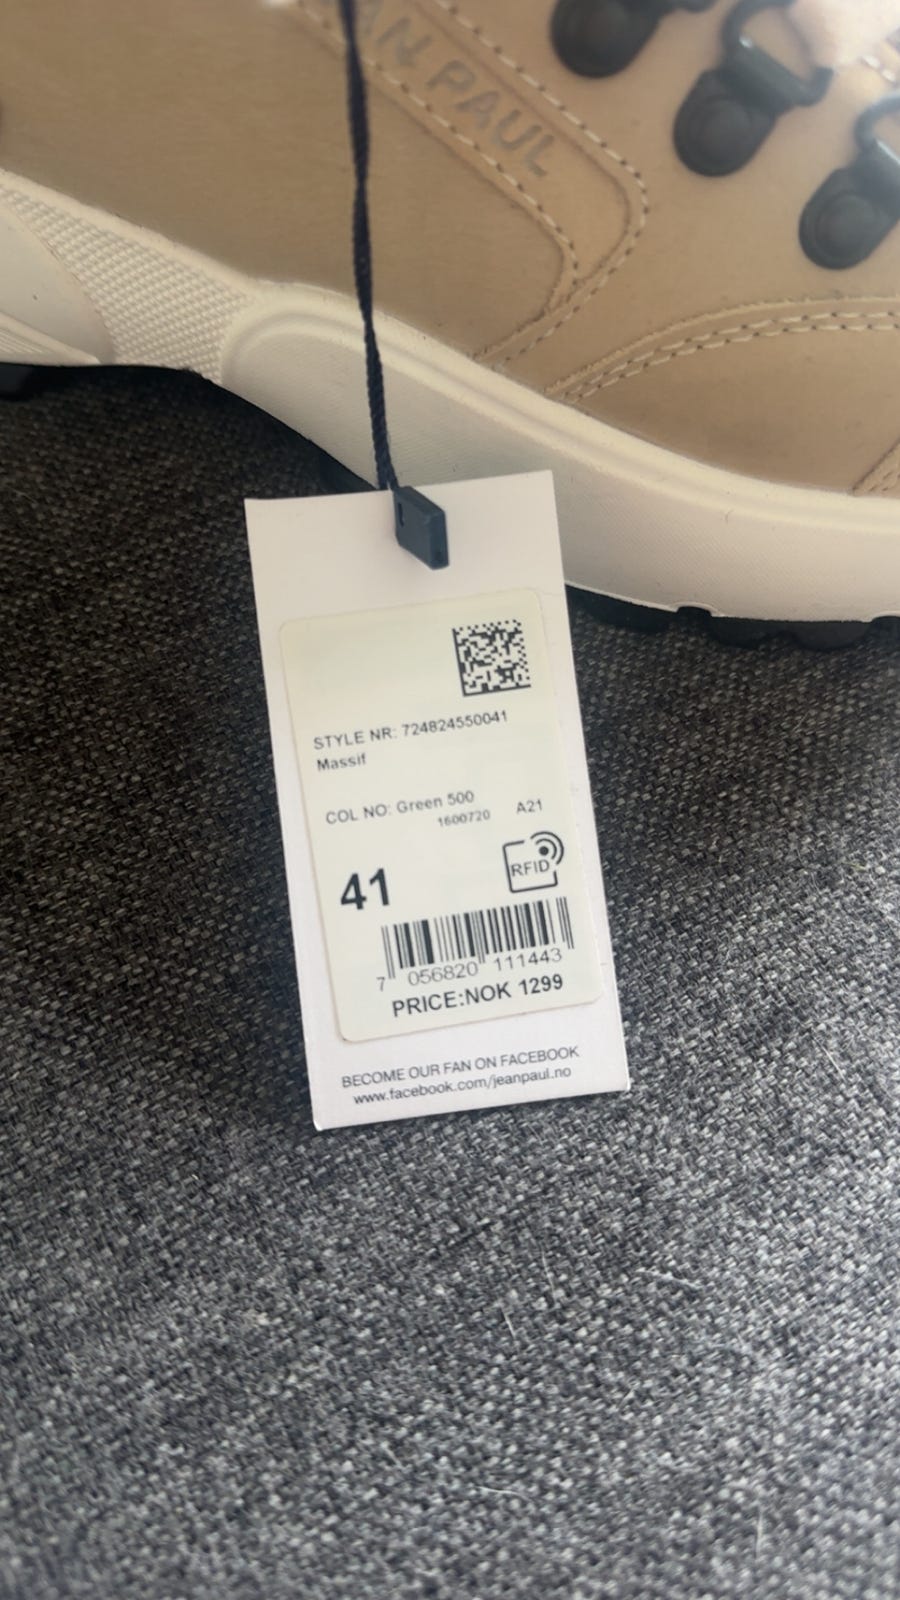 AN PAUL
STYLE NR: 724824550041
Massif
COL NO: Green 500
1600720 A21
RFID
41
7 056820 111443
PRICE:NOK 1299
BECOME OUR FAN ON FACEBOOK
www.facebook.com/jeanpaul.no